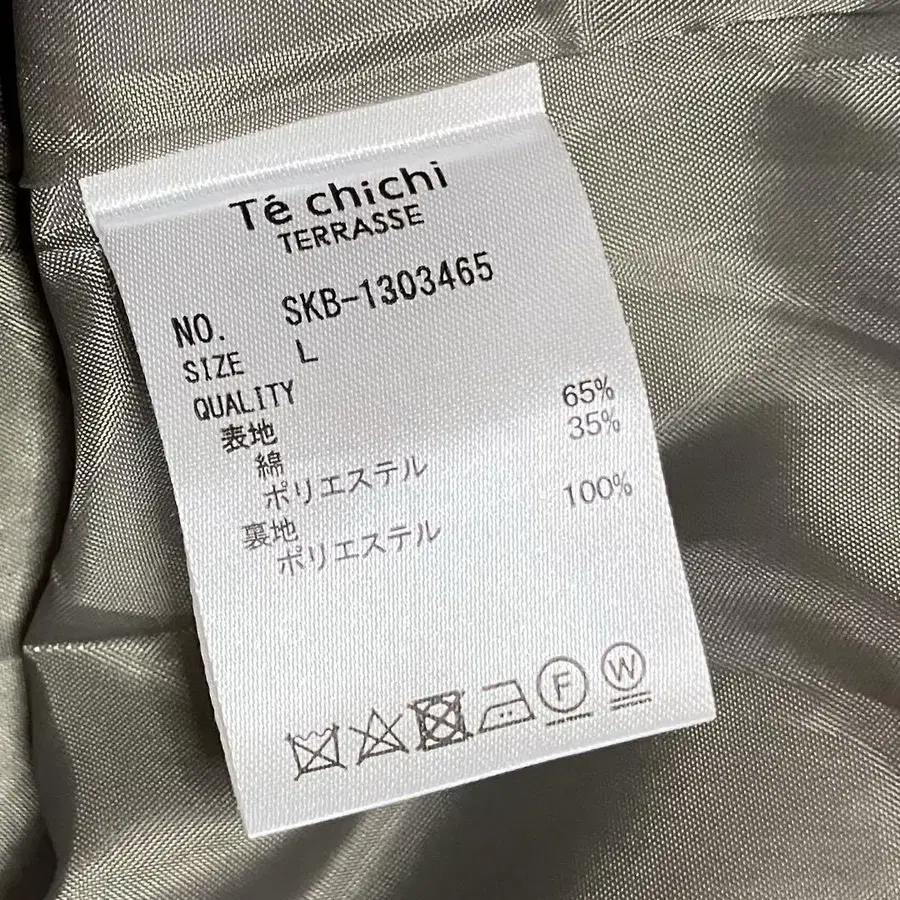 Té chichi
TERRASSE
NO. SKB-1303465
SIZE L
QUALITY
表地
綿 65%
ポリエステル 35%
裏地
ポリエステル 100%
F W